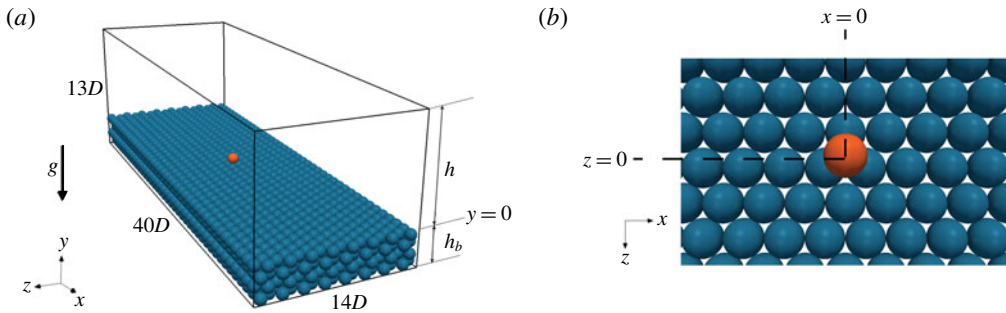 (a)
13D
g
h
y = 0
h_b
40D
y
z
x
14D
(b)
x = 0
z = 0
x
z